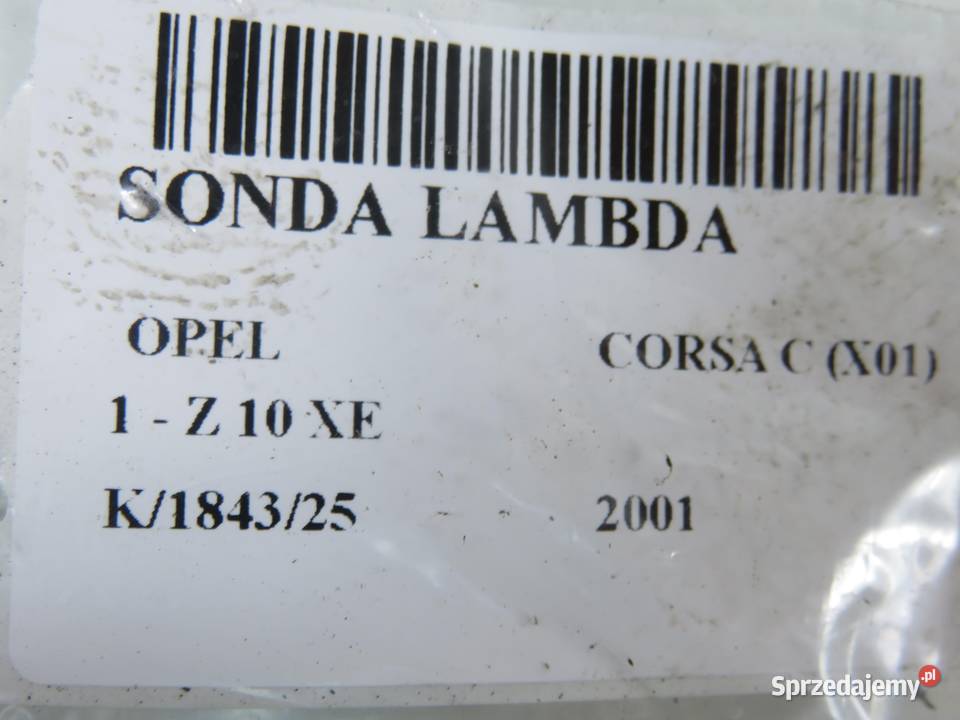 SONDA LAMBDA
OPEL CORSA C (X01)
1 - Z 10 XE
K/1843/25 2001
Sprzedajemy.pl